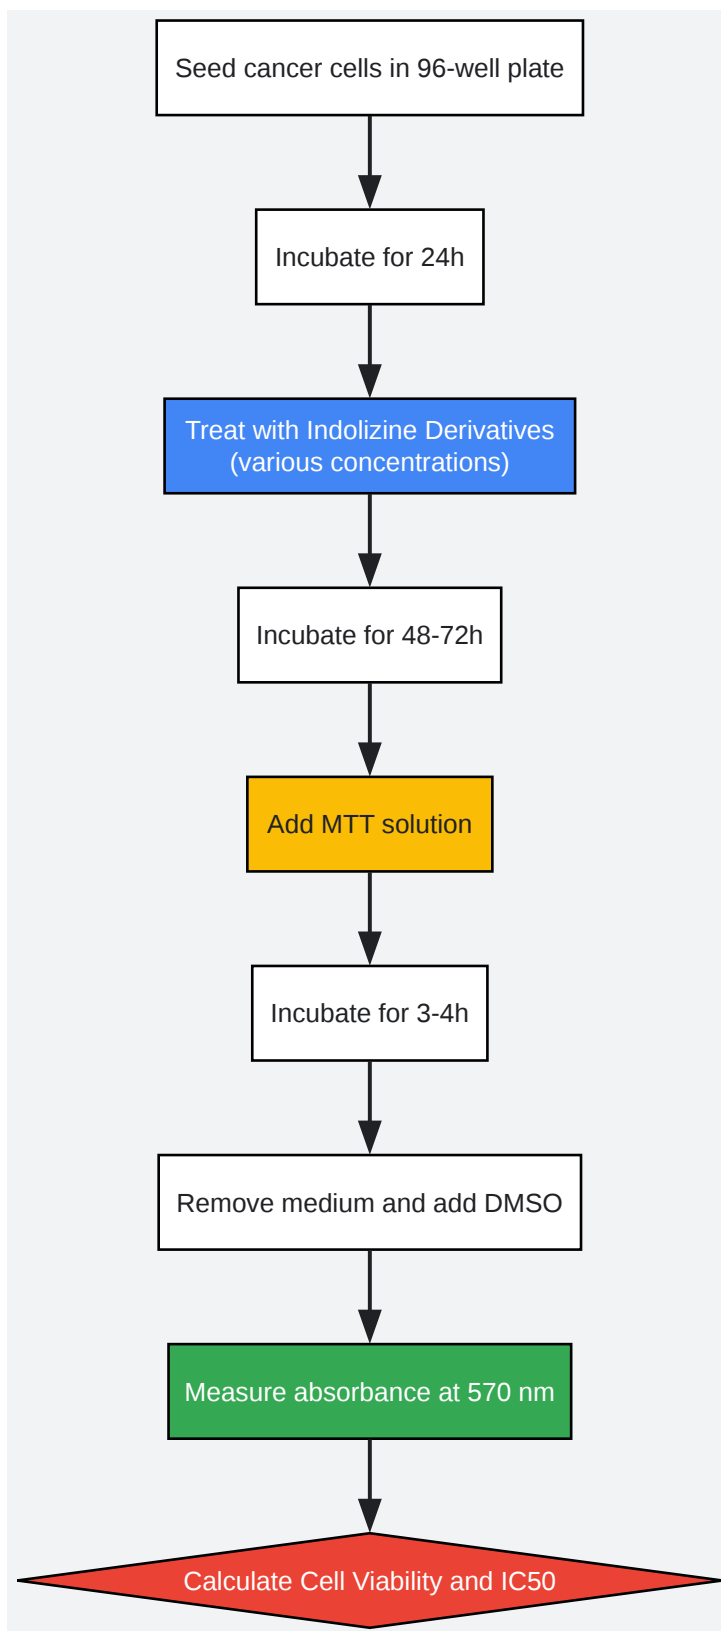 Seed cancer cells in 96-well plate
Incubate for 24h
Treat with Indolizine Derivatives
(various concentrations)
Incubate for 48-72h
Add MTT solution
Incubate for 3-4h
Remove medium and add DMSO
Measure absorbance at 570 nm
Calculate Cell Viability and IC50